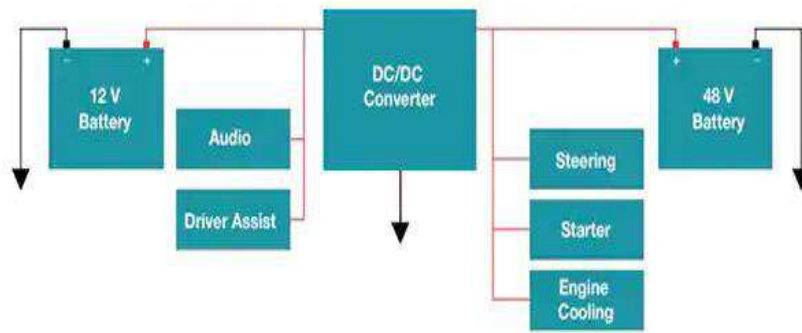 − +
12 V
Battery
Audio
Driver Assist
DC/DC
Converter
+ −
48 V
Battery
Steering
Starter
Engine
Cooling